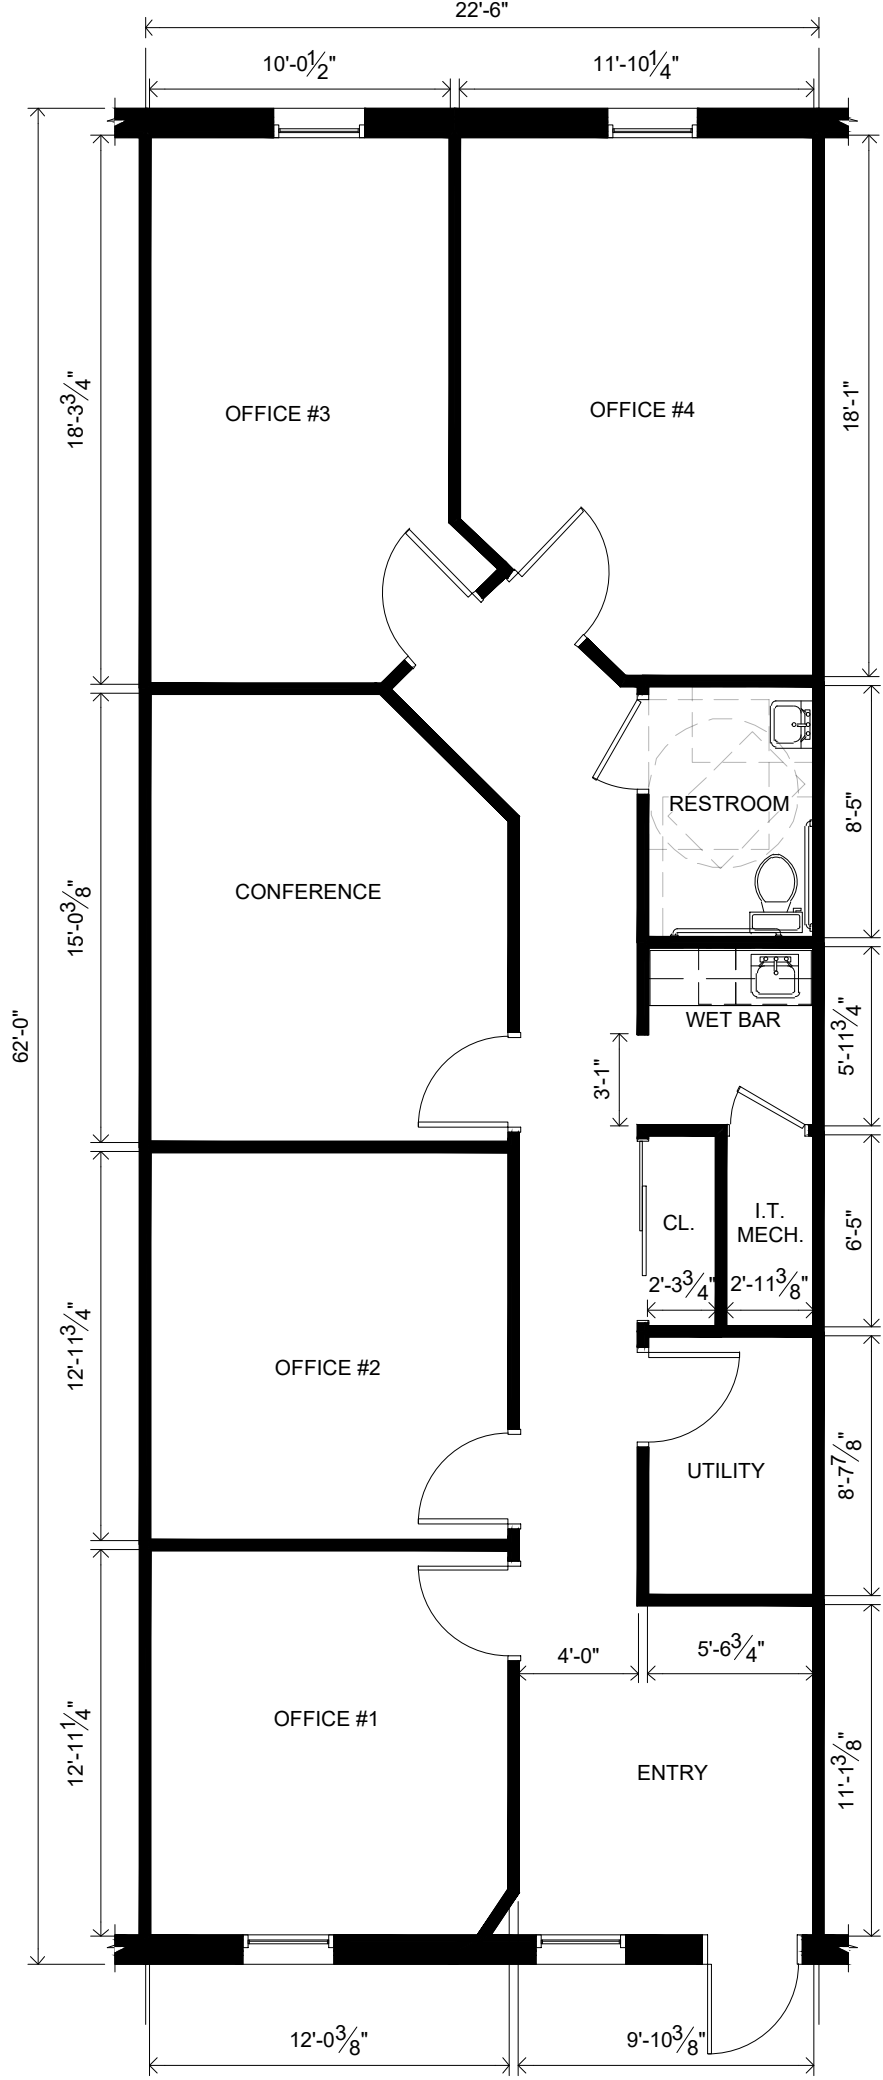 22'-6"
10'-0 1/2"
11'-10 1/4"
18'-3 3/4"
18'-1"
OFFICE #3
OFFICE #4
RESTROOM
8'-5"
CONFERENCE
15'-0 3/8"
WET BAR
5'-11 3/4"
62'-0"
3'-1"
CL.
I.T.
MECH.
6'-5"
2'-3 3/4"
2'-11 3/8"
12'-11 3/4"
OFFICE #2
UTILITY
8'-7 7/8"
4'-0"
5'-6 3/4"
12'-11 1/4"
OFFICE #1
ENTRY
11'-1 3/8"
12'-0 3/8"
9'-10 3/8"